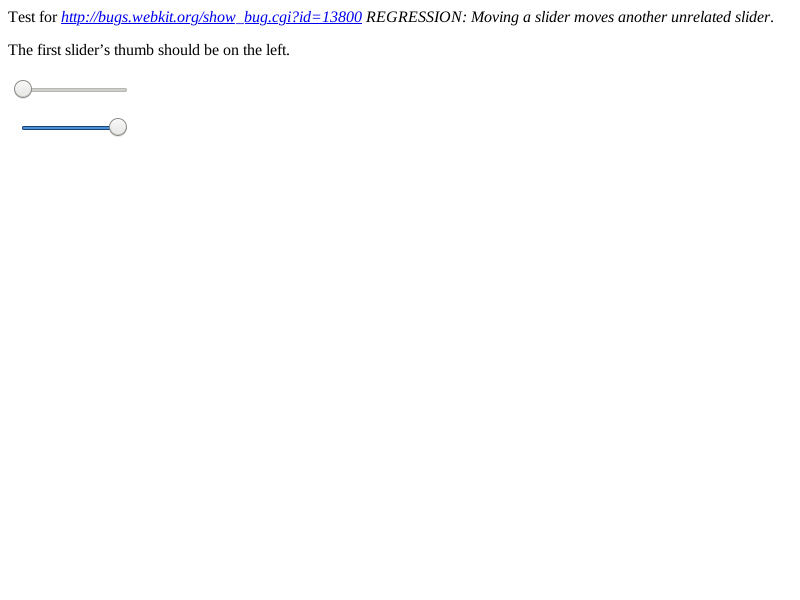 Test for http://bugs.webkit.org/show_bug.cgi?id=13800 REGRESSION: Moving a slider moves another unrelated slider.
The first slider’s thumb should be on the left.